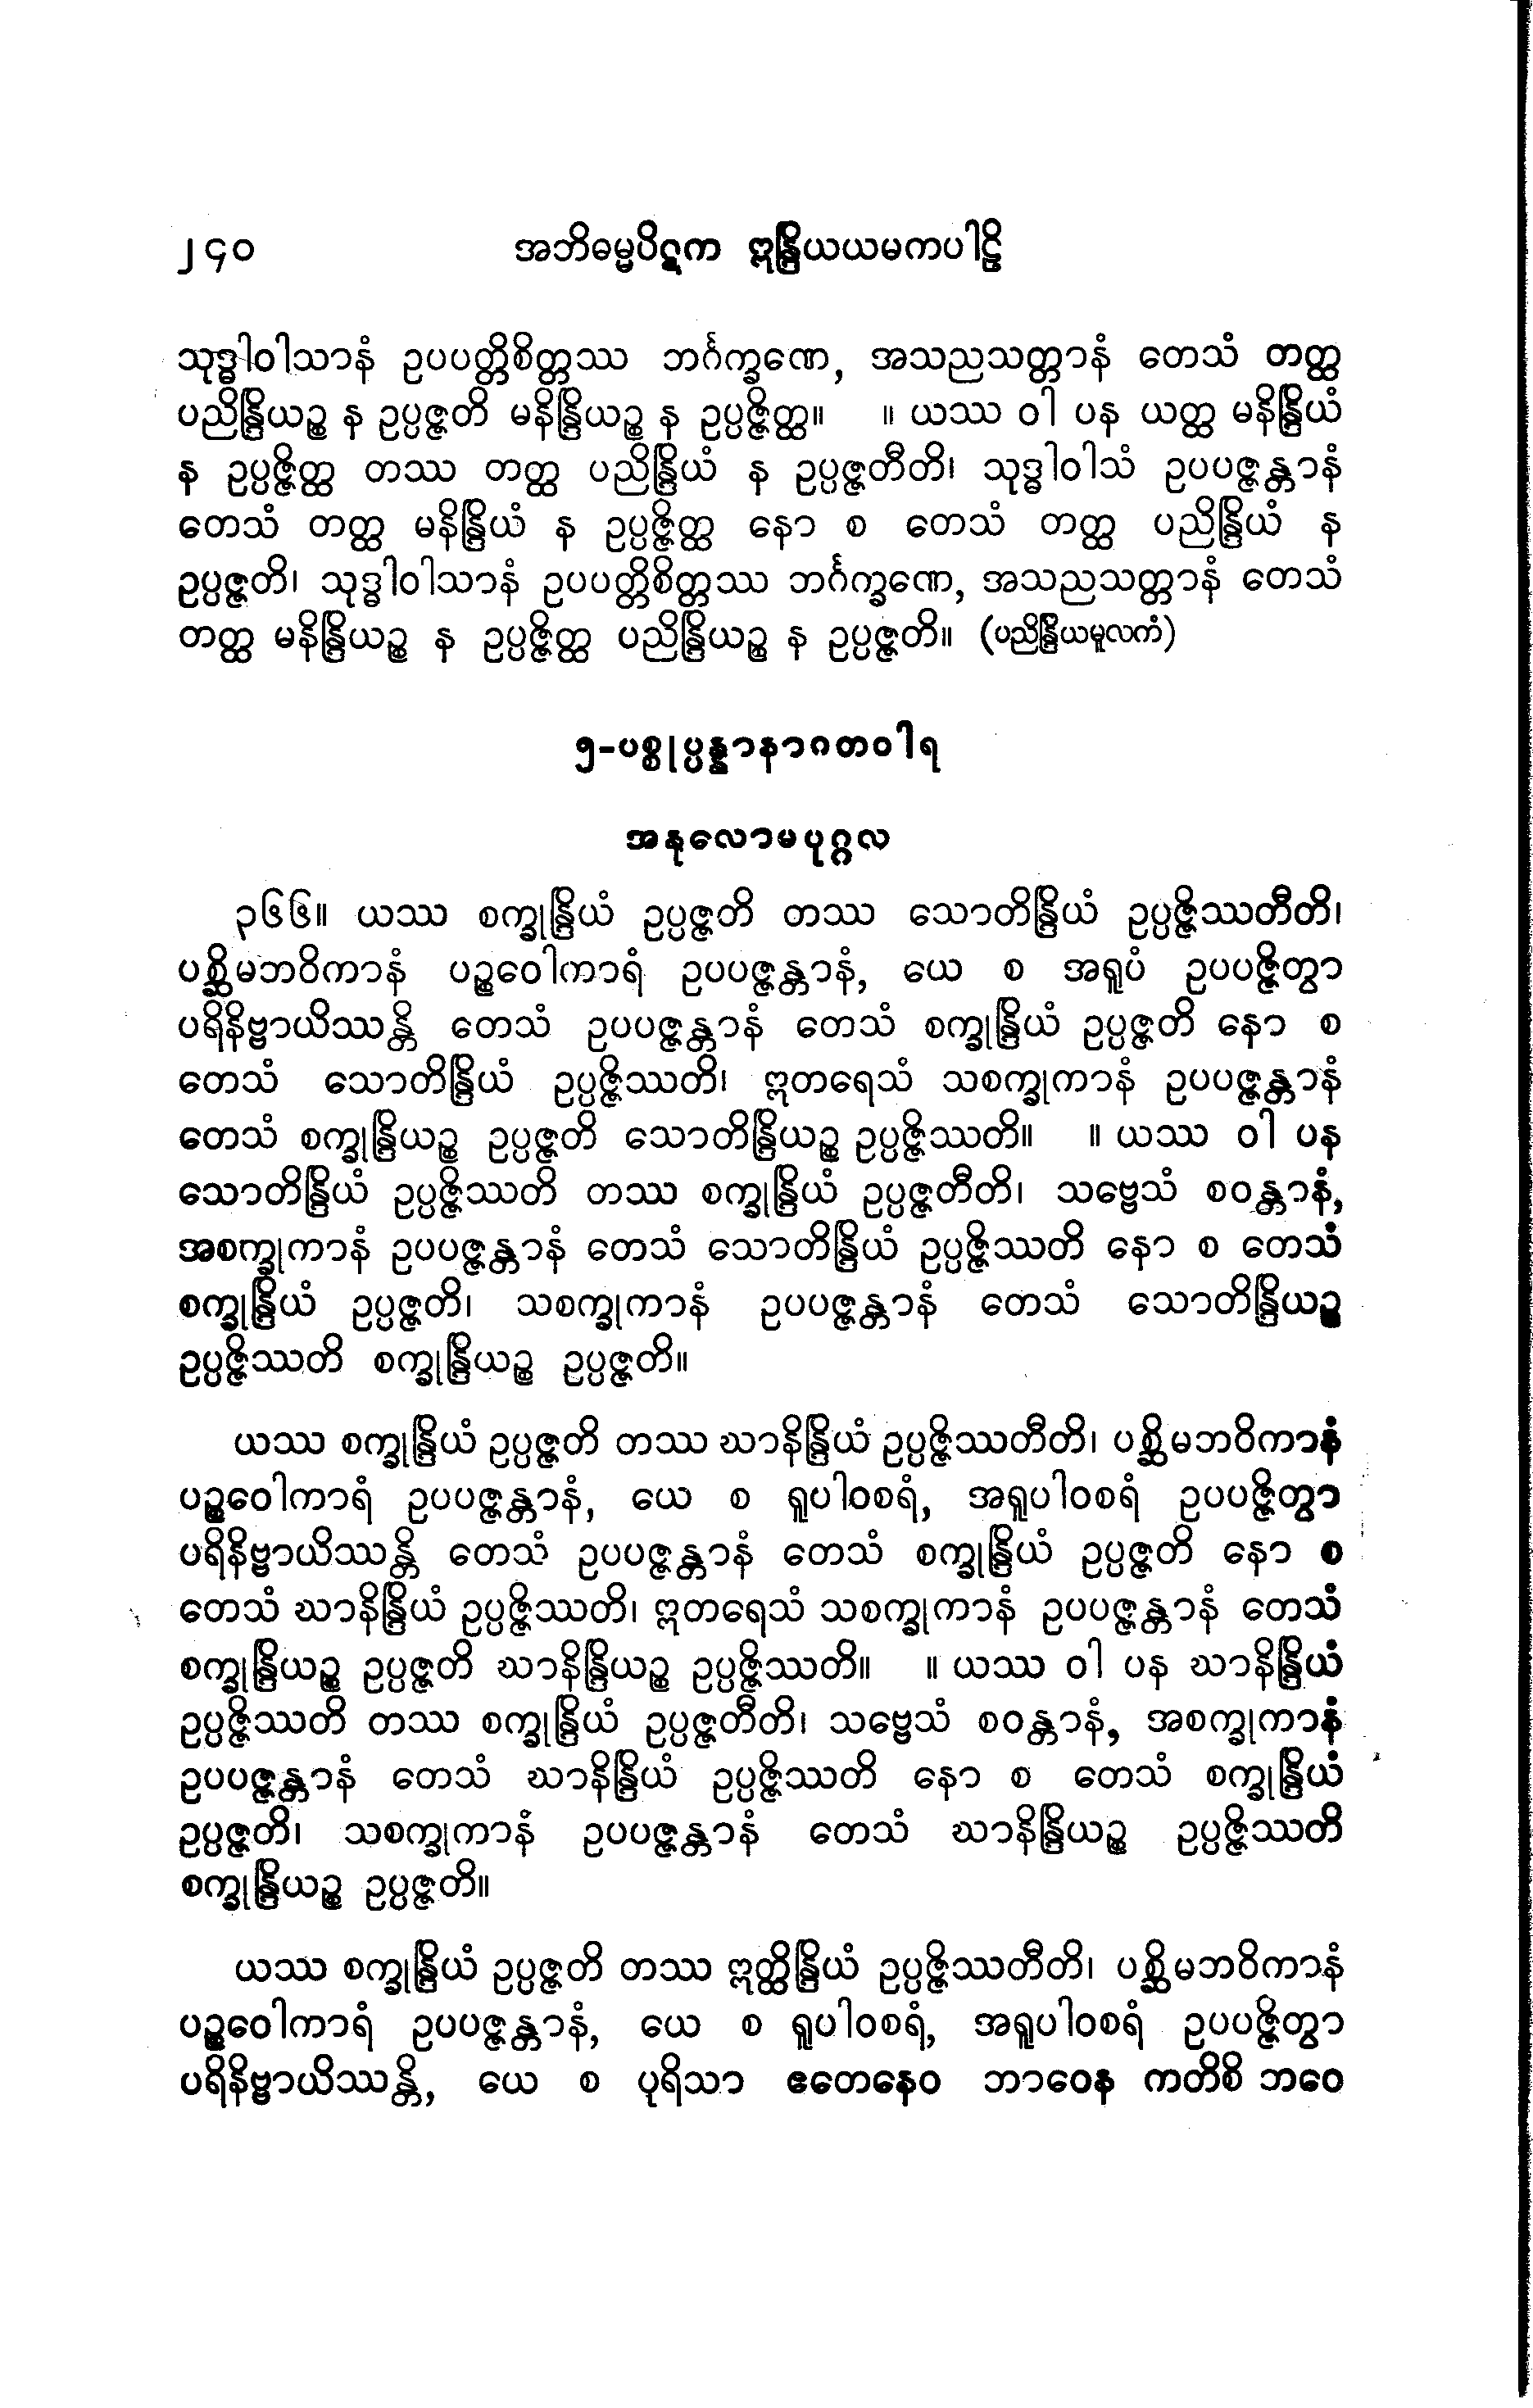 ၂၄၀ အဘိဓမ္မပိဋက ဣန္ဒြိယယမကပါဠိ
သုဒ္ဓါဝါသာနံ ဥပပတ္တိစိတ္တဿ ဘင်္ဂက္ခဏေ, အသညသတ္တာနံ တေသံ တတ္ထ
ပညိန္ဒြိယဉ္စ န ဥပ္ပဇ္ဇတိ မနိန္ဒြိယဉ္စ န ဥပ္ပဇ္ဇိတ္ထ။ ။ ယဿ ဝါ ပန ယတ္ထ မနိန္ဒြိယံ
န ဥပ္ပဇ္ဇိတ္ထ တဿ တတ္ထ ပညိန္ဒြိယံ န ဥပ္ပဇ္ဇတီတိ၊ သုဒ္ဓါဝါသံ ဥပပဇ္ဇန္တာနံ
တေသံ တတ္ထ မနိန္ဒြိယံ န ဥပ္ပဇ္ဇိတ္ထ နော စ တေသံ တတ္ထ ပညိန္ဒြိယံ န
ဥပ္ပဇ္ဇတိ၊ သုဒ္ဓါဝါသာနံ ဥပပတ္တိစိတ္တဿ ဘင်္ဂက္ခဏေ, အသညသတ္တာနံ တေသံ
တတ္ထ မနိန္ဒြိယဉ္စ န ဥပ္ပဇ္ဇိတ္ထ ပညိန္ဒြိယဉ္စ န ဥပ္ပဇ္ဇတိ။ (ပညိန္ဒြိယမူလကံ)
၅-ပစ္စုပ္ပန္နာနာဂတဝါရ
အနုလောမပုဂ္ဂလ
၃၆၆။ ယဿ စက္ခုန္ဒြိယံ ဥပ္ပဇ္ဇတိ တဿ သောတိန္ဒြိယံ ဥပ္ပဇ္ဇိဿတီတိ၊
ပစ္ဆိမဘဝိကာနံ ပဉ္စဝေါကာရံ ဥပပဇ္ဇန္တာနံ, ယေ စ အရူပံ ဥပပဇ္ဇိတွာ
ပရိနိဗ္ဗာယိဿန္တိ တေသံ ဥပပဇ္ဇန္တာနံ တေသံ စက္ခုန္ဒြိယံ ဥပ္ပဇ္ဇတိ နော စ
တေသံ သောတိန္ဒြိယံ ဥပ္ပဇ္ဇိဿတိ၊ ဣတရေသံ သစက္ခုကာနံ ဥပပဇ္ဇန္တာနံ
တေသံ စက္ခုန္ဒြိယဉ္စ ဥပ္ပဇ္ဇတိ သောတိန္ဒြိယဉ္စ ဥပ္ပဇ္ဇိဿတိ။ ။ ယဿ ဝါ ပန
သောတိန္ဒြိယံ ဥပ္ပဇ္ဇိဿတိ တဿ စက္ခုန္ဒြိယံ ဥပ္ပဇ္ဇတီတိ၊ သဗ္ဗေသံ စဝန္တာနံ,
အစက္ခုကာနံ ဥပပဇ္ဇန္တာနံ တေသံ သောတိန္ဒြိယံ ဥပ္ပဇ္ဇိဿတိ နော စ တေသံ
စက္ခုန္ဒြိယံ ဥပ္ပဇ္ဇတိ၊ သစက္ခုကာနံ ဥပပဇ္ဇန္တာနံ တေသံ သောတိန္ဒြိယဉ္စ
ဥပ္ပဇ္ဇိဿတိ စက္ခုန္ဒြိယဉ္စ ဥပ္ပဇ္ဇတိ။
ယဿ စက္ခုန္ဒြိယံ ဥပ္ပဇ္ဇတိ တဿ ဃာနိန္ဒြိယံ ဥပ္ပဇ္ဇိဿတီတိ၊ ပစ္ဆိမဘဝိကာနံ
ပဉ္စဝေါကာရံ ဥပပဇ္ဇန္တာနံ, ယေ စ ရူပါဝစရံ, အရူပါဝစရံ ဥပပဇ္ဇိတွာ
ပရိနိဗ္ဗာယိဿန္တိ တေသံ ဥပပဇ္ဇန္တာနံ တေသံ စက္ခုန္ဒြိယံ ဥပ္ပဇ္ဇတိ နော စ
တေသံ ဃာနိန္ဒြိယံ ဥပ္ပဇ္ဇိဿတိ၊ ဣတရေသံ သစက္ခုကာနံ ဥပပဇ္ဇန္တာနံ တေသံ
စက္ခုန္ဒြိယဉ္စ ဥပ္ပဇ္ဇတိ ဃာနိန္ဒြိယဉ္စ ဥပ္ပဇ္ဇိဿတိ။ ။ ယဿ ဝါ ပန ဃာနိန္ဒြိယံ
ဥပ္ပဇ္ဇိဿတိ တဿ စက္ခုန္ဒြိယံ ဥပ္ပဇ္ဇတီတိ၊ သဗ္ဗေသံ စဝန္တာနံ, အစက္ခုကာနံ
ဥပပဇ္ဇန္တာနံ တေသံ ဃာနိန္ဒြိယံ ဥပ္ပဇ္ဇိဿတိ နော စ တေသံ စက္ခုန္ဒြိယံ
ဥပ္ပဇ္ဇတိ၊ သစက္ခုကာနံ ဥပပဇ္ဇန္တာနံ တေသံ ဃာနိန္ဒြိယဉ္စ ဥပ္ပဇ္ဇိဿတိ
စက္ခုန္ဒြိယဉ္စ ဥပ္ပဇ္ဇတိ။
ယဿ စက္ခုန္ဒြိယံ ဥပ္ပဇ္ဇတိ တဿ ဣတ္ထိန္ဒြိယံ ဥပ္ပဇ္ဇိဿတီတိ၊ ပစ္ဆိမဘဝိကာနံ
ပဉ္စဝေါကာရံ ဥပပဇ္ဇန္တာနံ, ယေ စ ရူပါဝစရံ, အရူပါဝစရံ ဥပပဇ္ဇိတွာ
ပရိနိဗ္ဗာယိဿန္တိ, ယေ စ ပုရိသာ ဧတေနေဝ ဘာဝေန ကတိစိ ဘဝေ